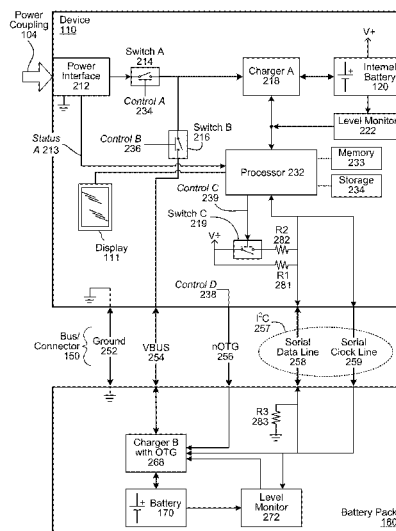 Power
Coupling
104
Device
110
Power
Interface
212
Switch A
214
Control A
234
Charger A
218
V+
Internal
Battery
120
Level Monitor
222
Control B
236
Switch B
216
Status
A 213
Processor 232
Memory
233
Storage
234
Control C
239
Switch C
219
Display
111
V+
R2
282
R1
281
Control D
238
I²C
257
Bus/
Connector
150
Ground
252
VBUS
254
nOTG
256
Serial
Data Line
258
Serial
Clock Line
259
R3
283
Charger B
with OTG
268
Battery
170
Level
Monitor
272
Battery Pack
160